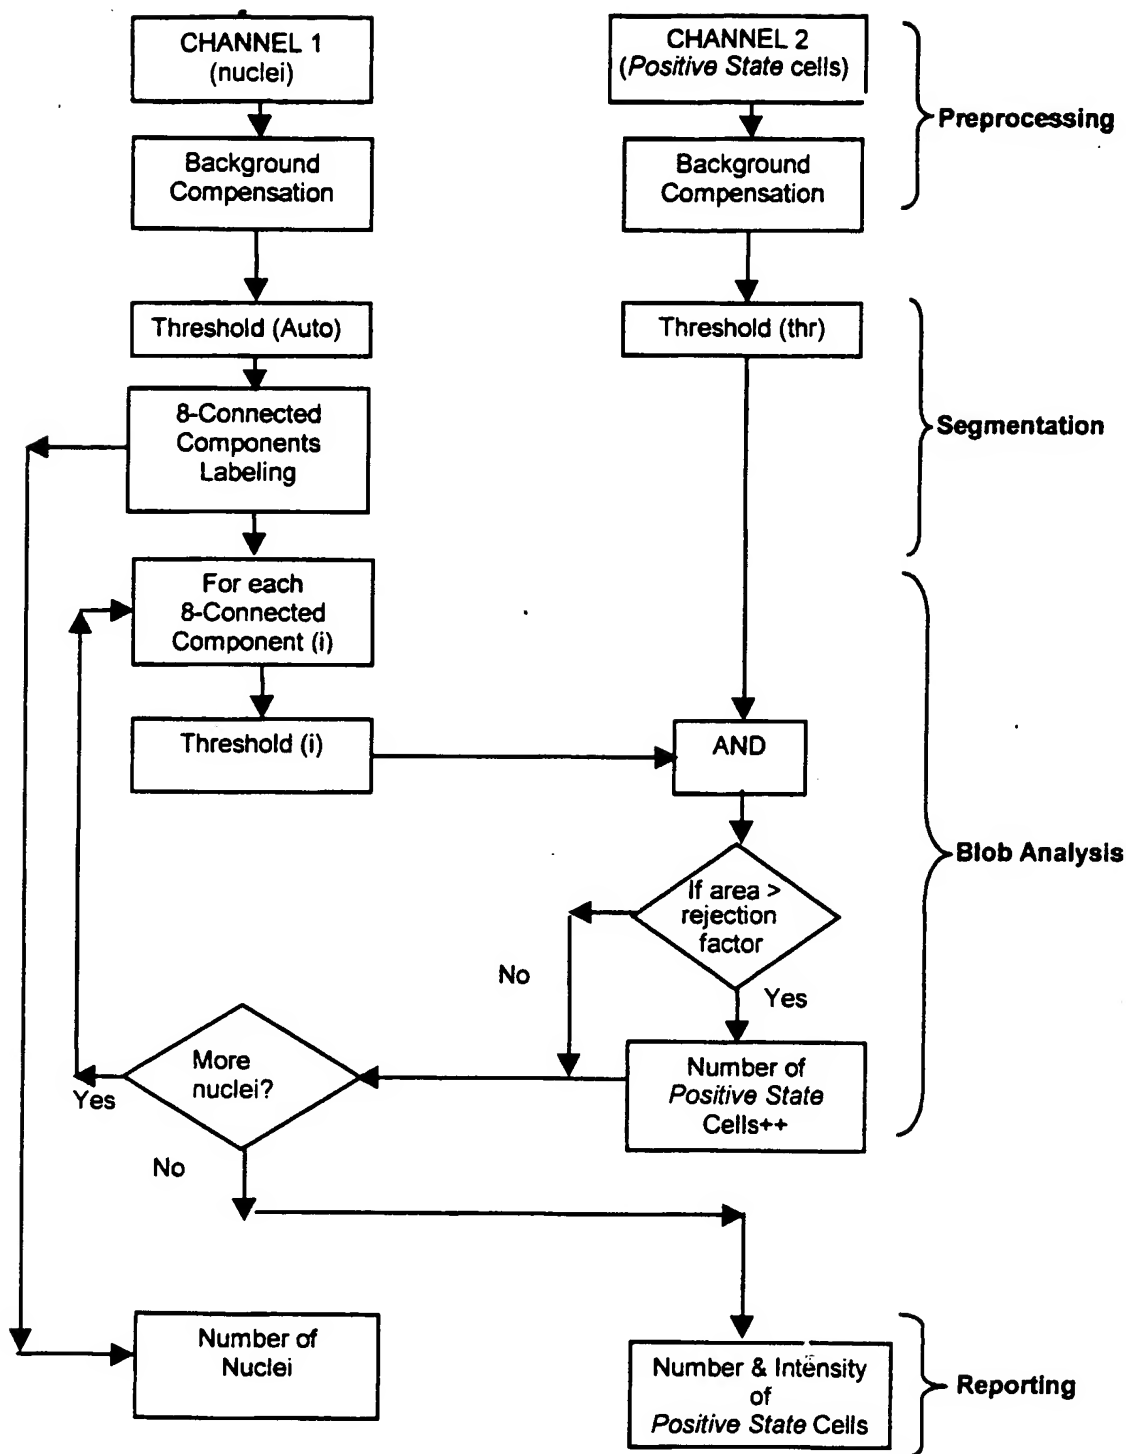 CHANNEL 1
(nuclei)
CHANNEL 2
(Positive State cells)
Preprocessing
Background
Compensation
Background
Compensation
Threshold (Auto)
Threshold (thr)
8-Connected
Components
Labeling
Segmentation
For each
8-Connected
Component (i)
Threshold (i)
AND
Blob Analysis
If area >
rejection
factor
No
Yes
More
nuclei?
Yes
No
Number of
Positive State
Cells++
Number of
Nuclei
Number & Intensity
of
Positive State Cells
Reporting